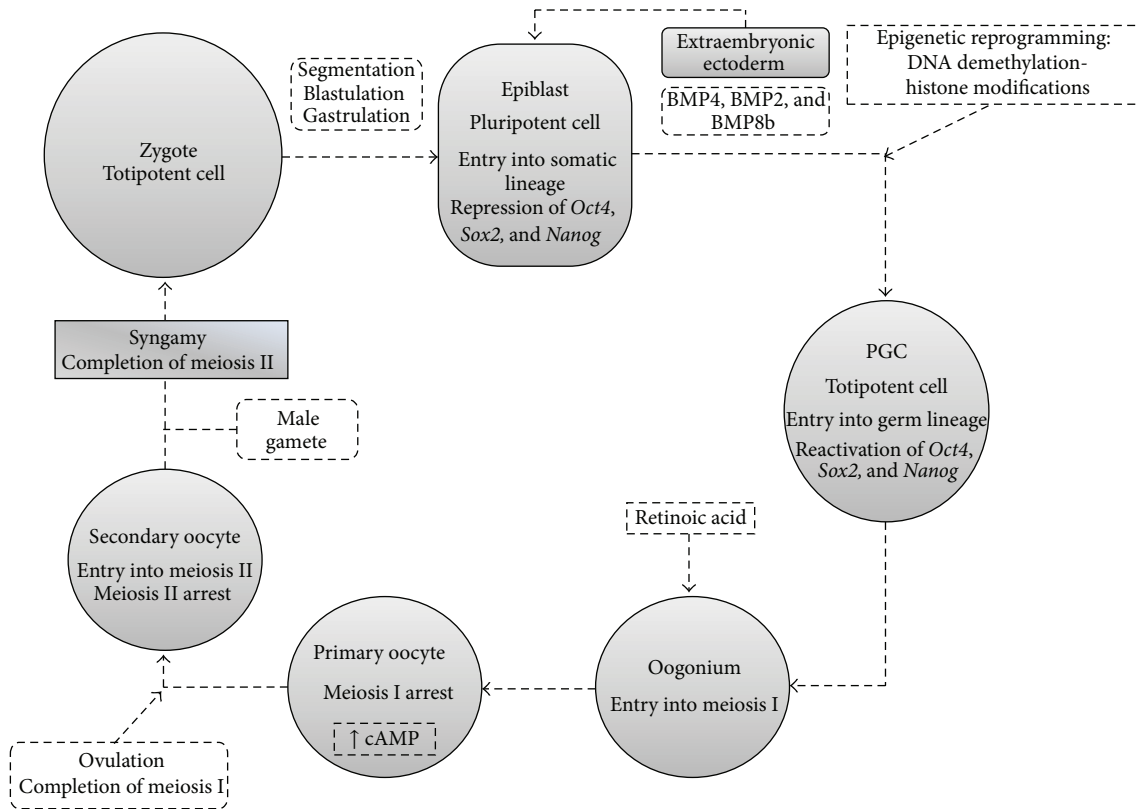 Zygote
Totipotent cell
Segmentation
Blastulation
Gastrulation
Epiblast
Pluripotent cell
Entry into somatic
lineage
Repression of Oct4,
Sox2, and Nanog
Extraembryonic
ectoderm
BMP4, BMP2, and
BMP8b
Epigenetic reprogramming:
DNA demethylation-
histone modifications
PGC
Totipotent cell
Entry into germ lineage
Reactivation of Oct4,
Sox2, and Nanog
Retinoic acid
Oogonium
Entry into meiosis I
Primary oocyte
Meiosis I arrest
↑ cAMP
Ovulation
Completion of meiosis I
Secondary oocyte
Entry into meiosis II
Meiosis II arrest
Male
gamete
Syngamy
Completion of meiosis II